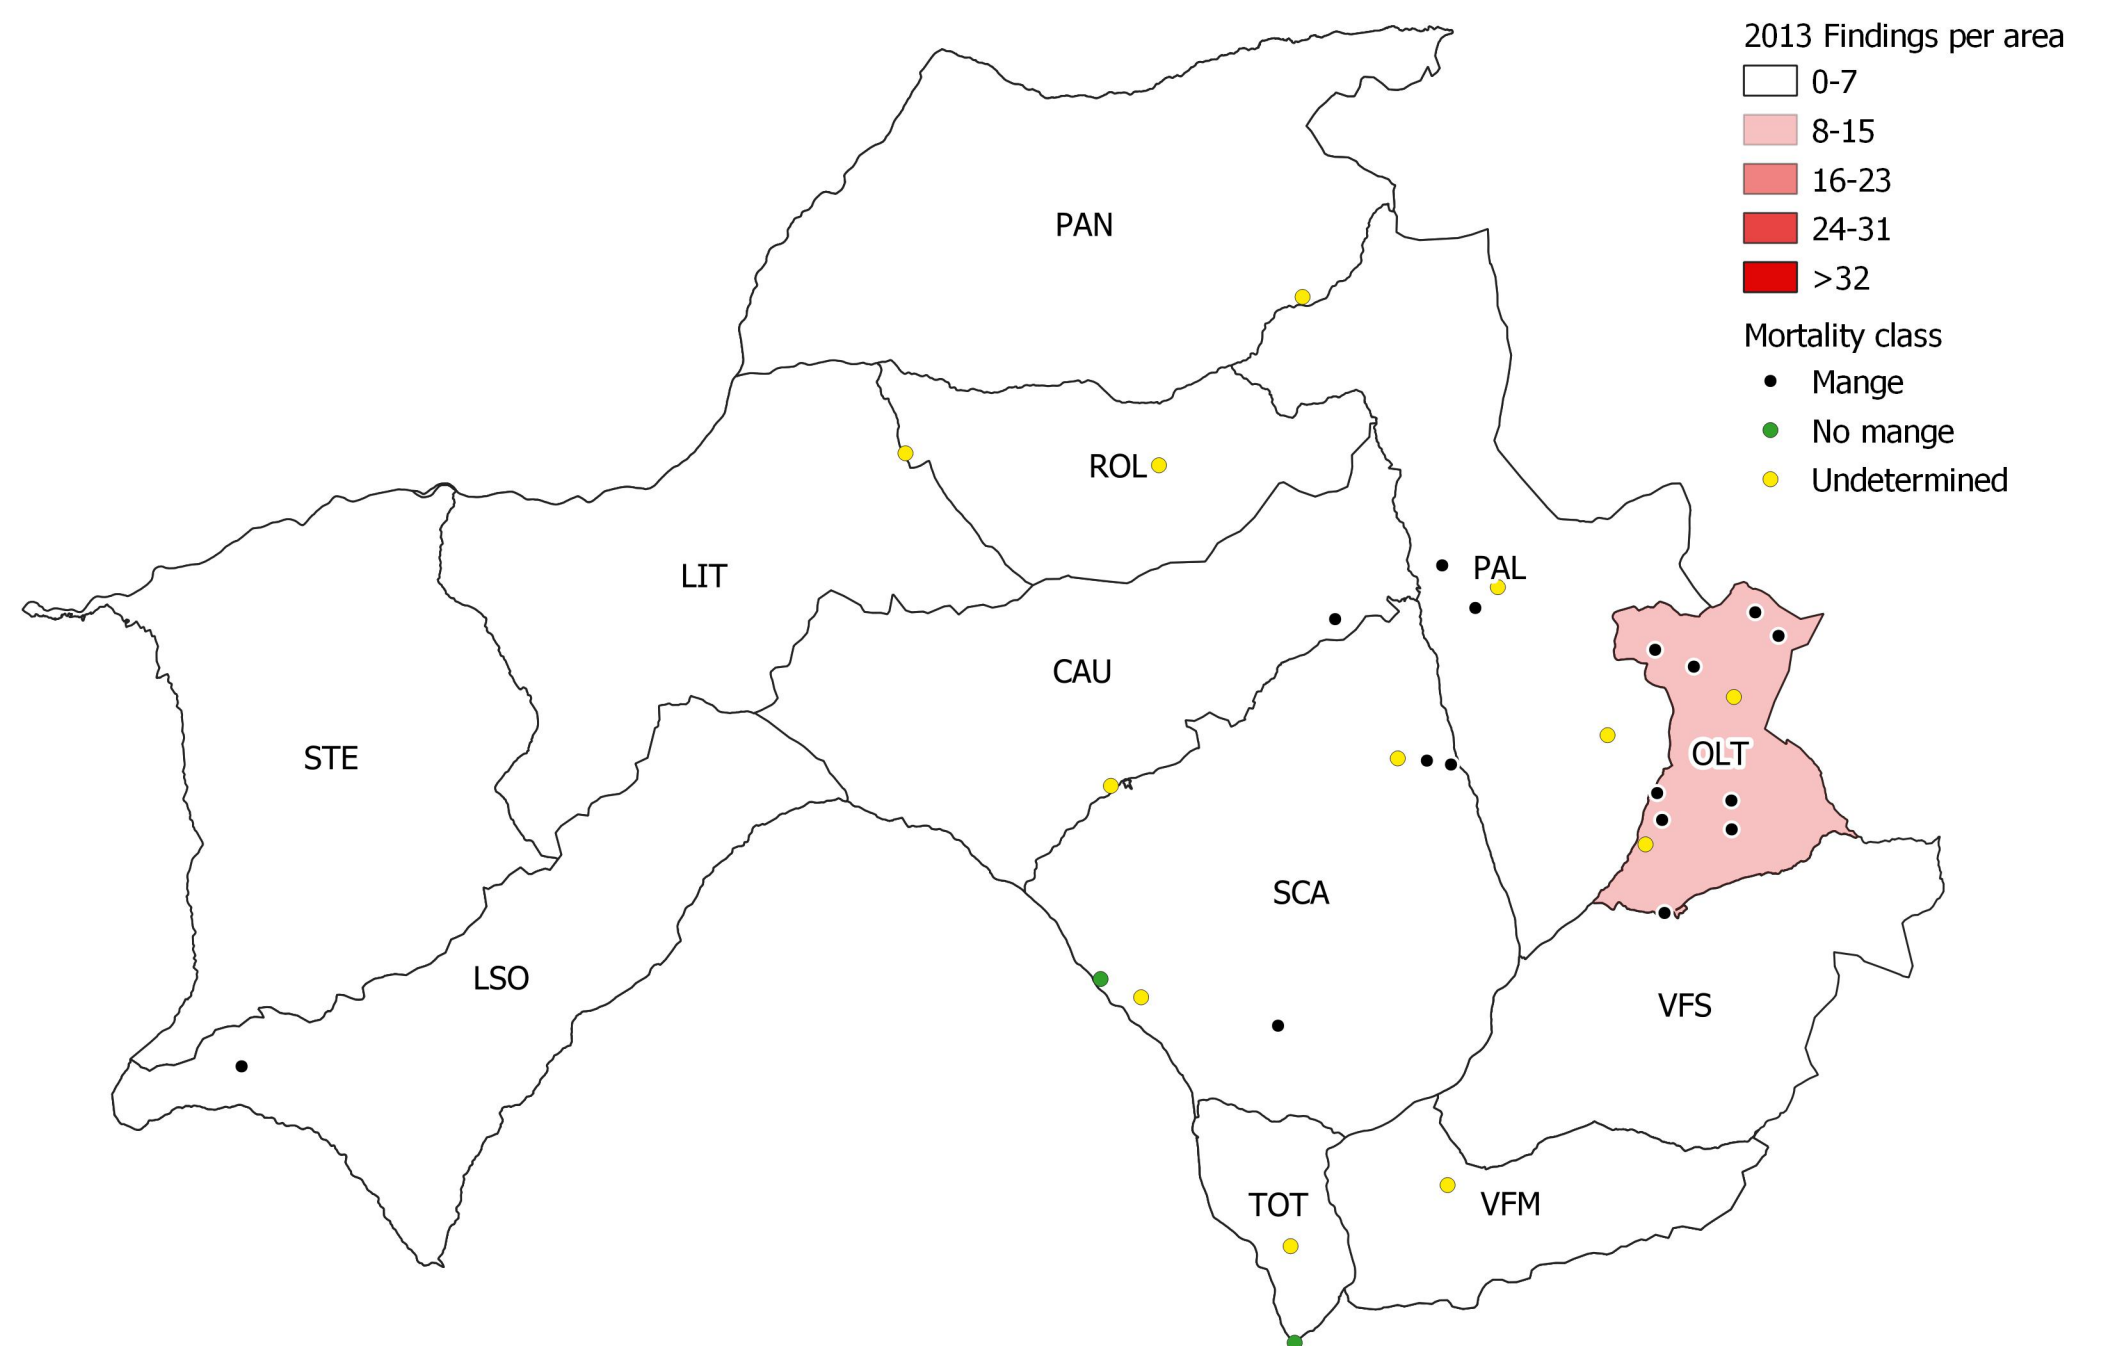 2013 Findings per area
0-7
8-15
16-23
24-31
>32
Mortality class
Mange
No mange
Undetermined
PAN
ROL
LIT
PAL
CAU
STE
OLT
SCA
LSO
VFS
TOT
VFM